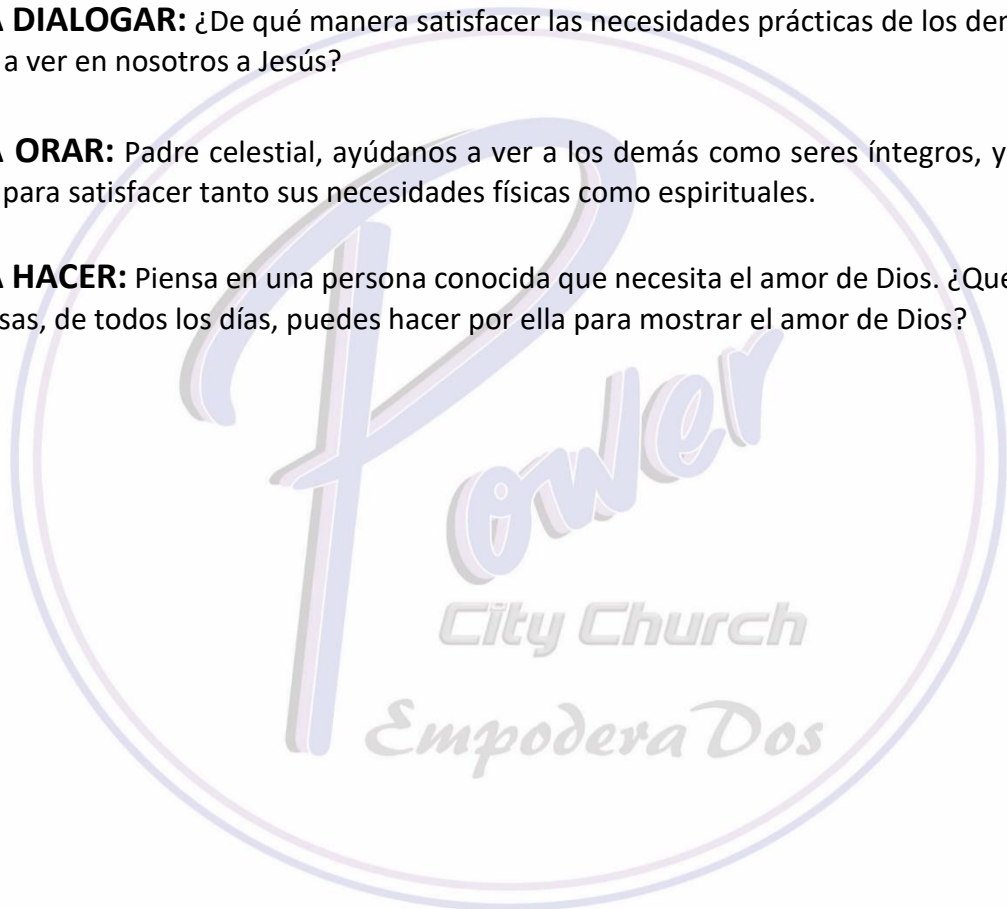 A DIALOGAR: ¿De qué manera satisfacer las necesidades prácticas de los
a ver en nosotros a Jesús?
A ORAR: Padre celestial, ayúdanos a ver a los demás como seres íntegros, y
para satisfacer tanto sus necesidades físicas como espirituales.
A HACER: Piensa en una persona conocida que necesita el amor de Dios.
de todos los días, puedes hacer por ella para mostrar el amor de Dios?
Power
City Church
EmpoderaDos